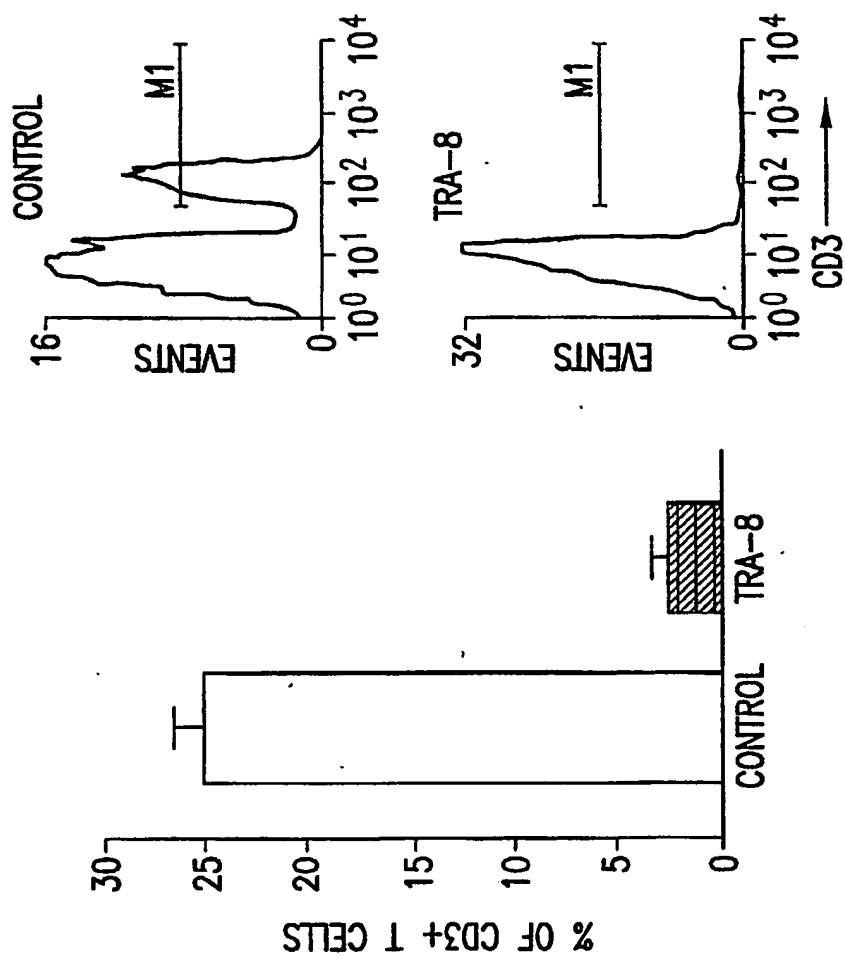 % OF CD3+ T CELLS
30
25
20
15
10
5
0
CONTROL
TRA-8
CONTROL
16
EVENTS
0
M1
10⁰ 10¹ 10² 10³ 10⁴
TRA-8
32
EVENTS
0
M1
10⁰ 10¹ 10² 10³ 10⁴
CD3